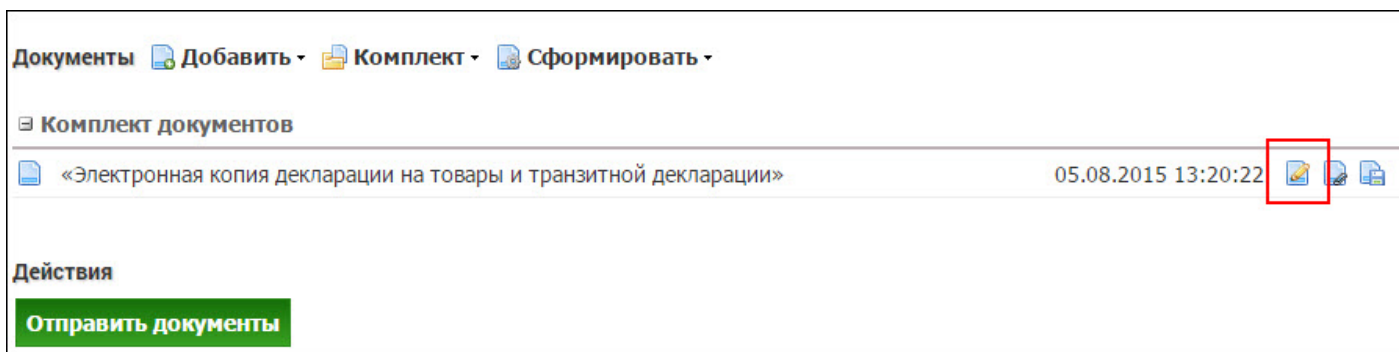 Документы Добавить Комплект Сформировать
Комплект документов
«Электронная копия декларации на товары и транзитной декларации» 05.08.2015 13:20:22
Действия
Отправить документы